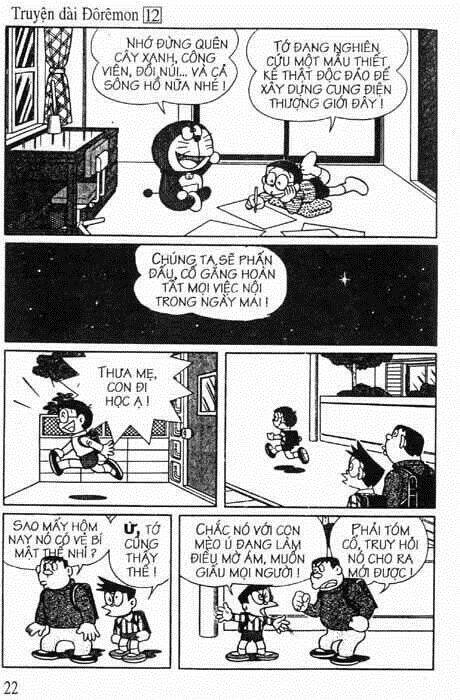 Truyện dài Đôrêmon 12
NHỚ ĐỪNG QUÊN
CÂY XANH, CÔNG
VIÊN, ĐỒI NÚI... VÀ CẢ
SÔNG HỒ NỮA NHÉ !
TỚ ĐANG NGHIÊN
CỨU MỘT MẪU THIẾT
KẾ THẬT ĐỘC ĐÁO ĐỂ
XÂY DỰNG CUNG ĐIỆN
THƯỢNG GIỚI ĐÂY !
CHÚNG TA SẼ PHẤN
ĐẤU, CỐ GẮNG HOÀN
TẤT MỌI VIỆC NỘI
TRONG NGÀY MAI !
THƯA MẸ,
CON ĐI
HỌC Ạ !
SAO MẤY HÔM
NAY NÓ CÓ VẺ BÍ
MẬT THẾ NHỈ ?
Ừ, TỚ
CŨNG
THẤY
THẾ !
CHẮC NÓ VỚI CON
MÈO Ú ĐANG LÀM
ĐIỀU MỜ ÁM, MUỐN
GIẤU MỌI NGƯỜI !
PHẢI TÓM
CỔ, TRUY HỎI
NÓ CHO RA
MỚI ĐƯỢC !
22